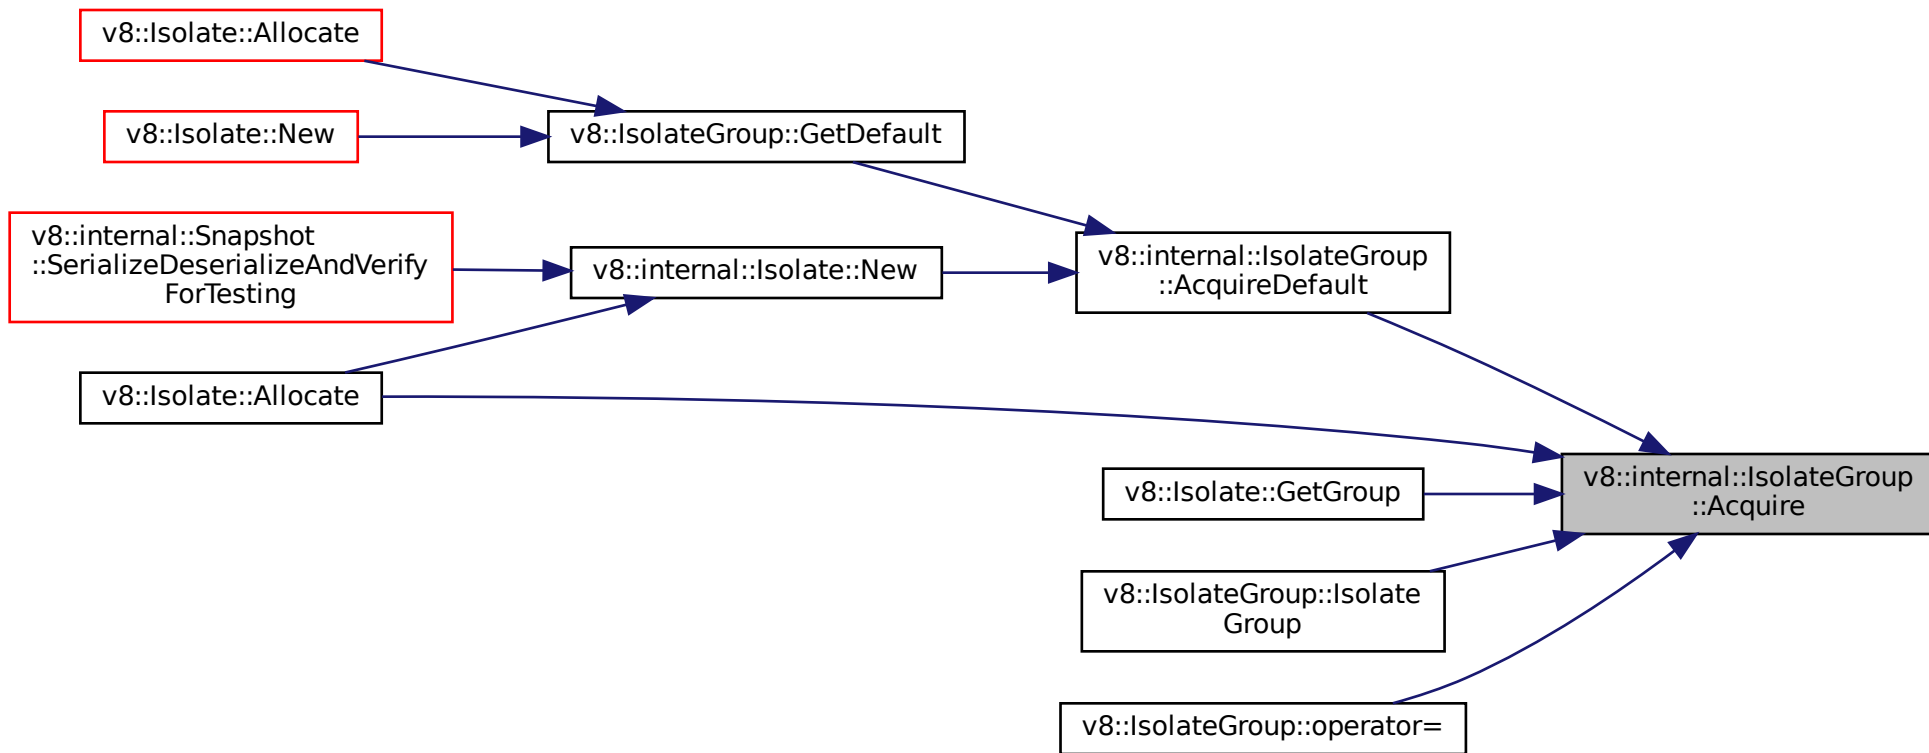 v8::Isolate::Allocate
v8::Isolate::New
v8::IsolateGroup::GetDefault
v8::internal::Snapshot
::SerializeDeserializeAndVerify
ForTesting
v8::internal::Isolate::New
v8::internal::IsolateGroup
::AcquireDefault
v8::Isolate::Allocate
v8::Isolate::GetGroup
v8::internal::IsolateGroup
::Acquire
v8::IsolateGroup::Isolate
Group
v8::IsolateGroup::operator=